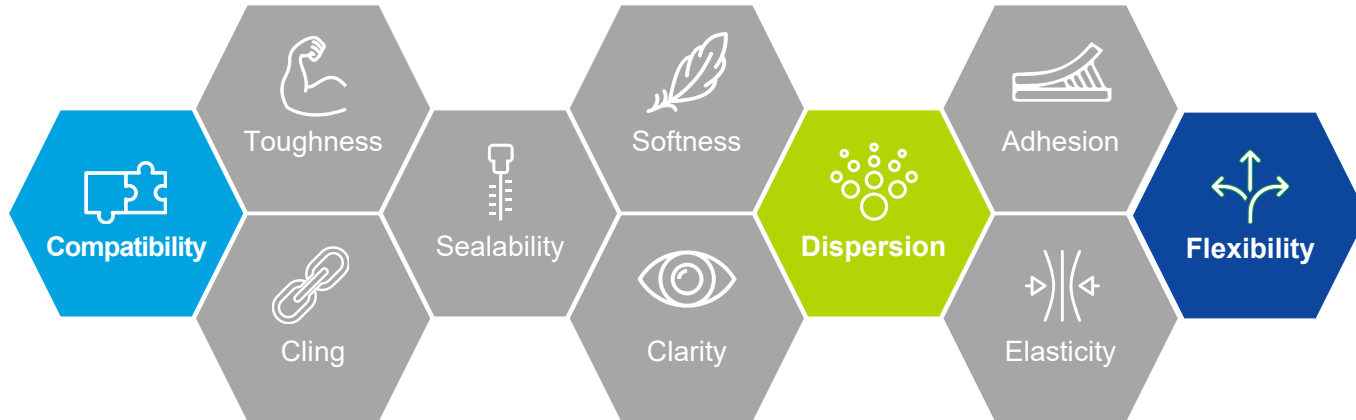 Toughness
Softness
Adhesion
Compatibility
Sealability
Dispersion
Flexibility
Cling
Clarity
Elasticity